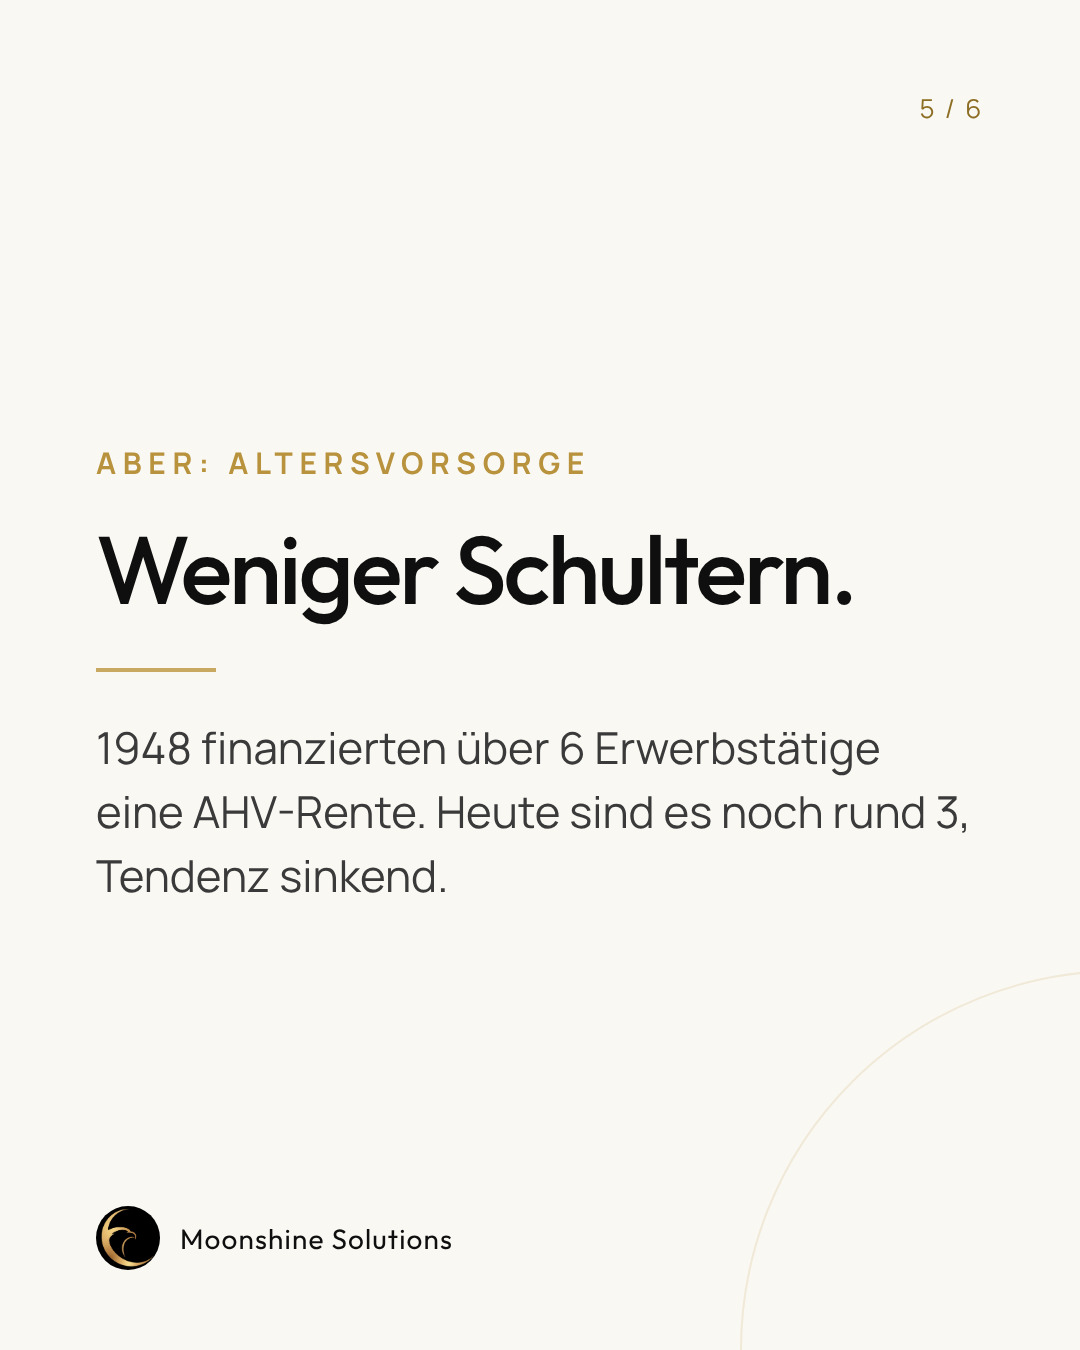 5 / 6
ABER: ALTERSVORSORGE
Weniger Schultern.
1948 finanzierten über 6 Erwerbstätige
eine AHV-Rente. Heute sind es noch rund 3,
Tendenz sinkend.
Moonshine Solutions